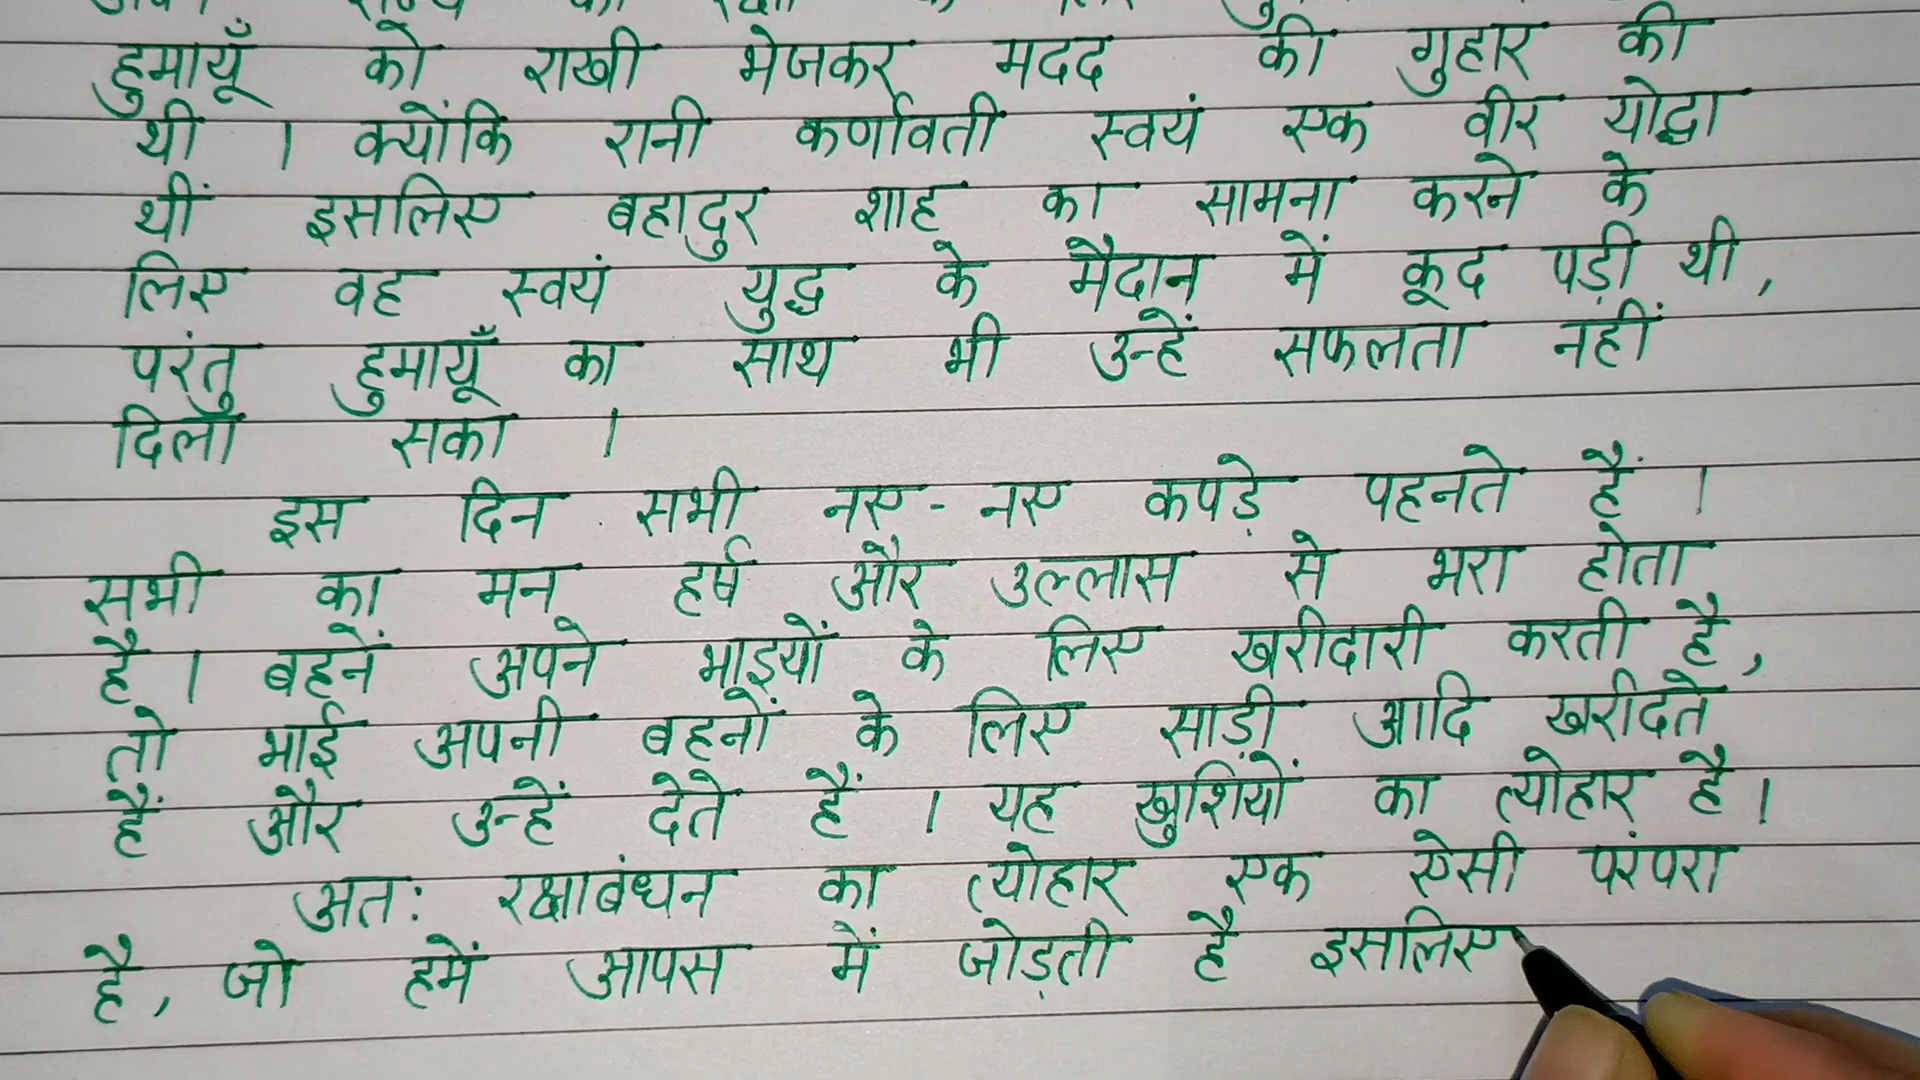 हुमायूँ को राखी भेजकर मदद की गुहार की
थी । क्योंकि रानी कर्णावती स्वयं एक वीर योद्धा
थीं इसलिए बहादुर शाह का सामना करने के
लिए वह स्वयं युद्ध के मैदान में कूद पड़ी थी,
परंतु हुमायूँ का साथ भी उन्हें सफलता नहीं
दिला सका ।
इस दिन सभी नए - नए कपड़े पहनते हैं ।
सभी का मन हर्ष और उल्लास से भरा होता
है । बहनें अपने भाइयों के लिए खरीदारी करती है,
तो भाई अपनी बहनों के लिए साड़ी आदि खरीदते
हैं और उन्हें देते हैं । यह खुशियों का त्योहार है ।
अतः रक्षाबंधन का त्योहार एक ऐसी परंपरा
है, जो हमें आपस में जोड़ती है इसलिए